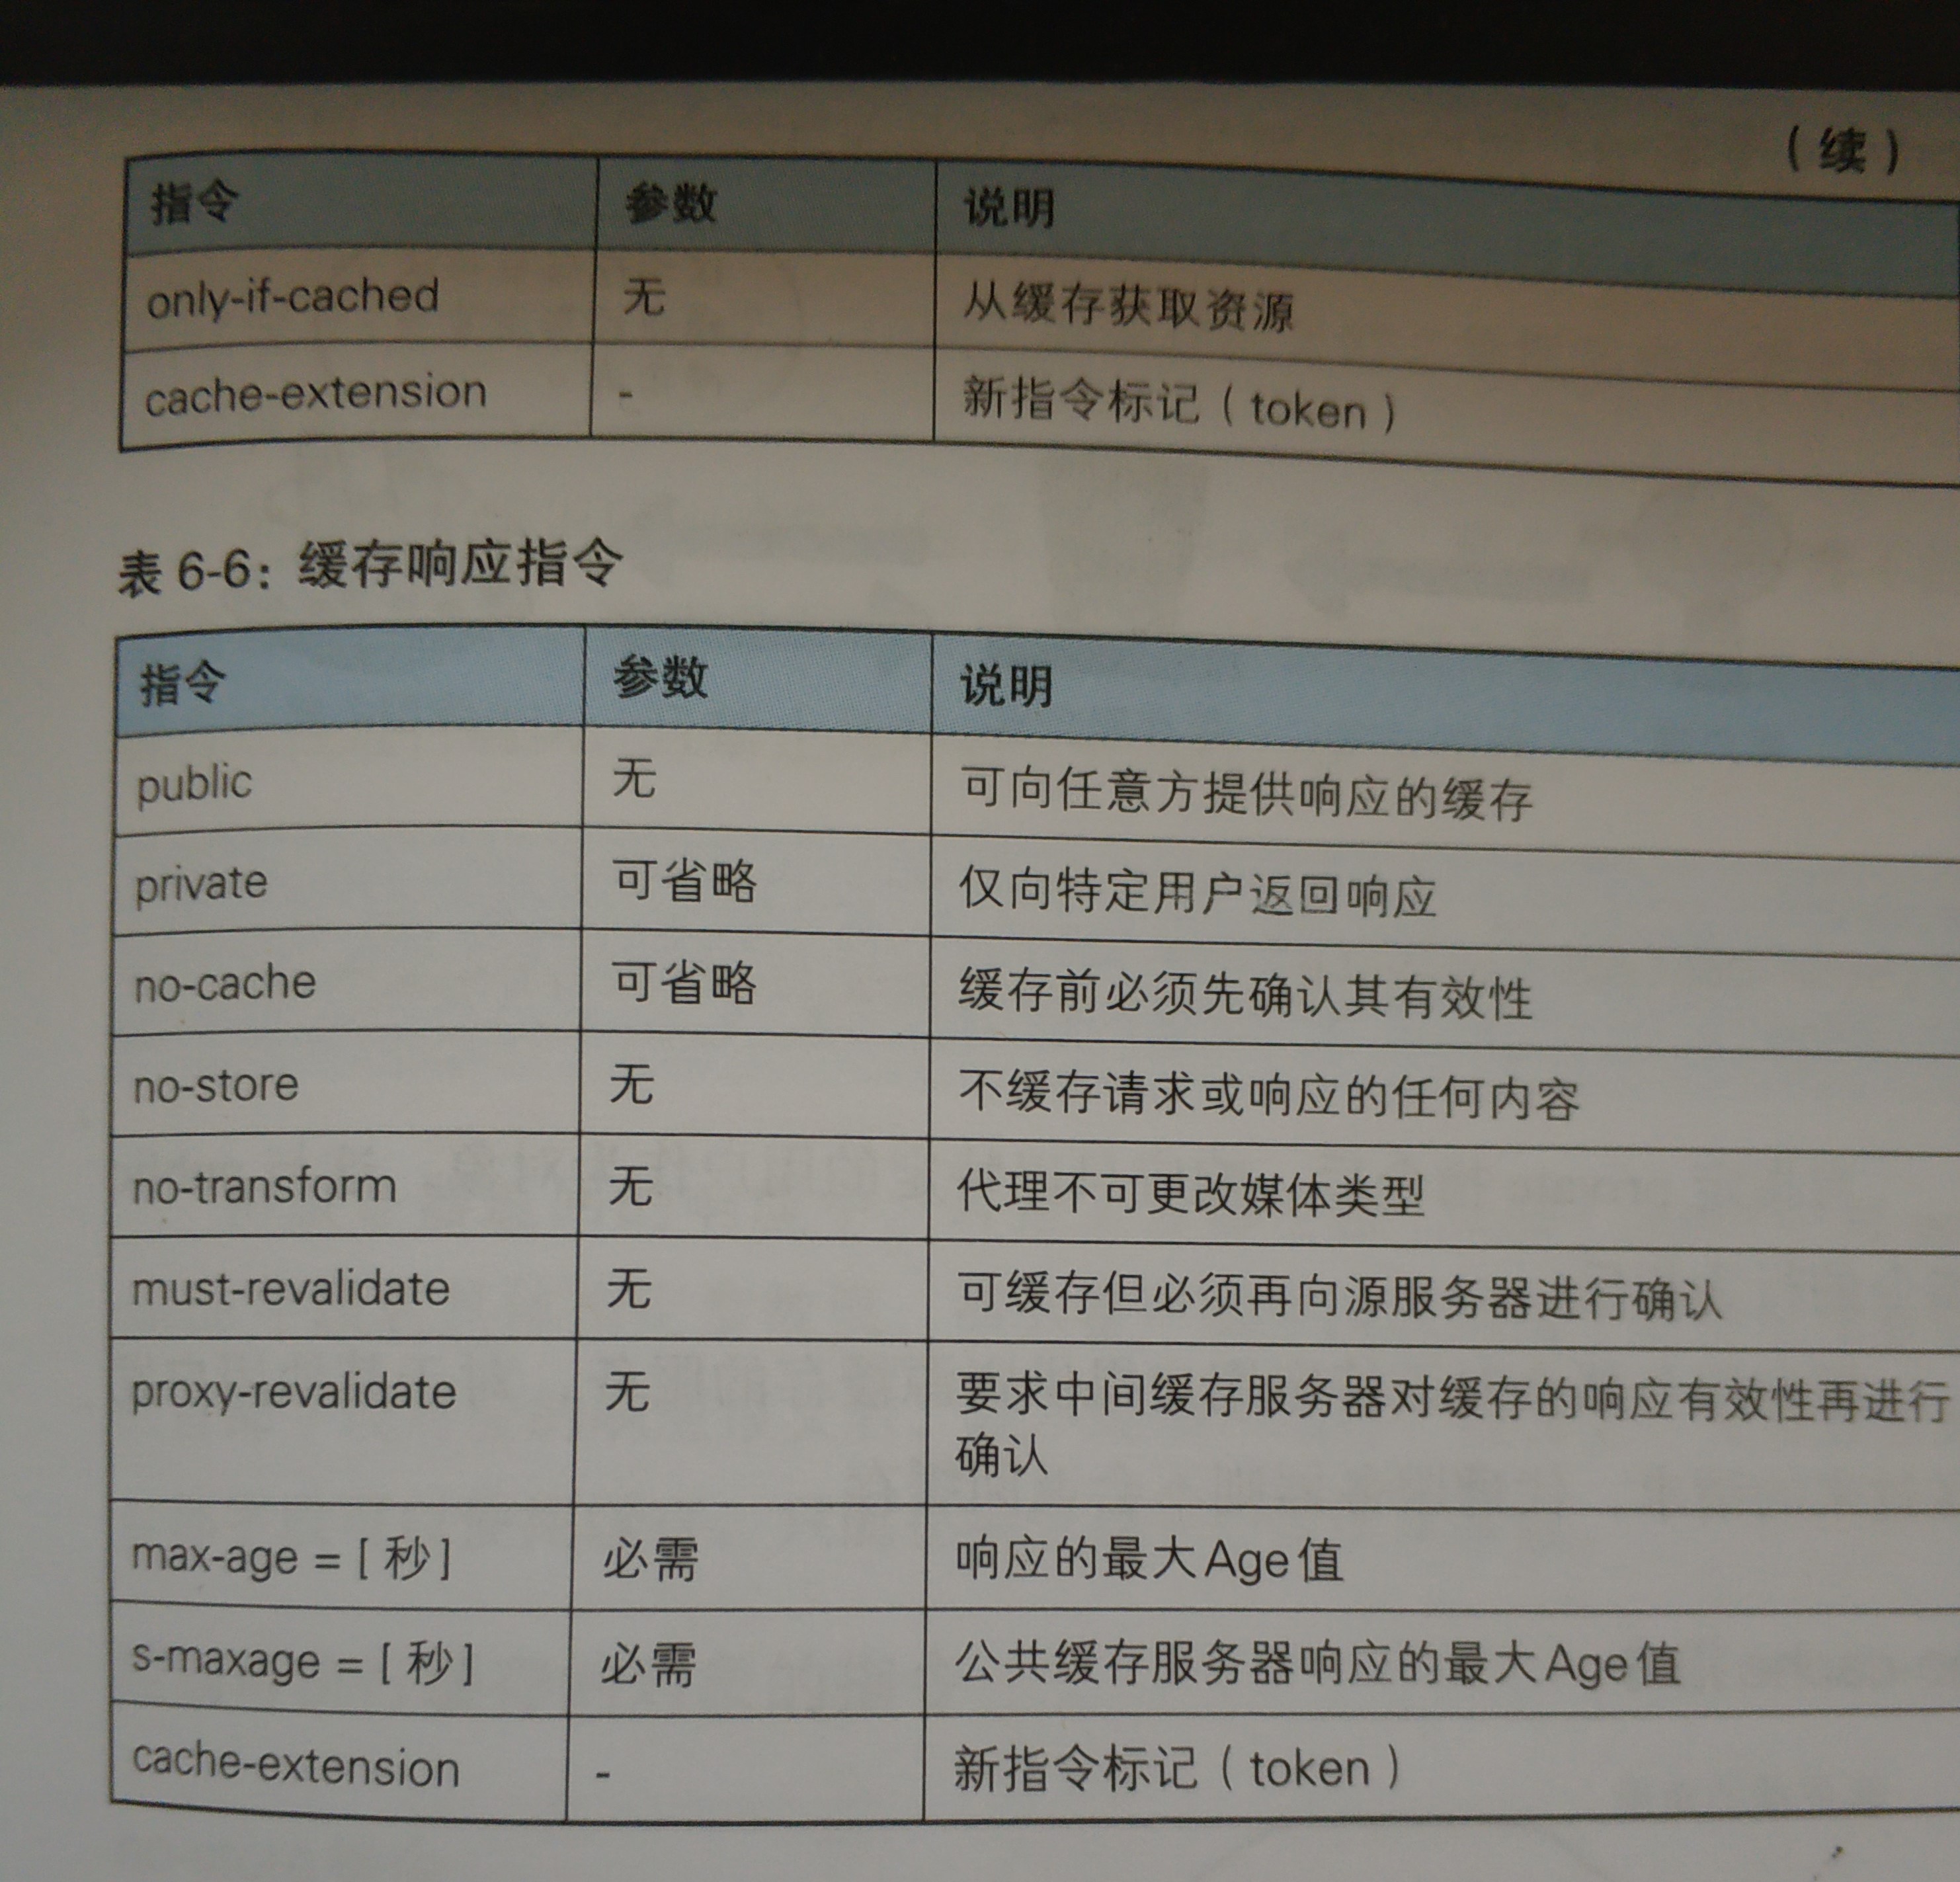 （续）
指令 参数 说明
only-if-cached 无 从缓存获取资源
cache-extension - 新指令标记（token）
表 6-6：缓存响应指令
指令 参数 说明
public 无 可向任意方提供响应的缓存
private 可省略 仅向特定用户返回响应
no-cache 可省略 缓存前必须先确认其有效性
no-store 无 不缓存请求或响应的任何内容
no-transform 无 代理不可更改媒体类型
must-revalidate 无 可缓存但必须再向源服务器进行确认
proxy-revalidate 无 要求中间缓存服务器对缓存的响应有效性再进行
确认
max-age = [ 秒 ] 必需 响应的最大Age值
s-maxage = [ 秒 ] 必需 公共缓存服务器响应的最大Age值
cache-extension - 新指令标记（token）